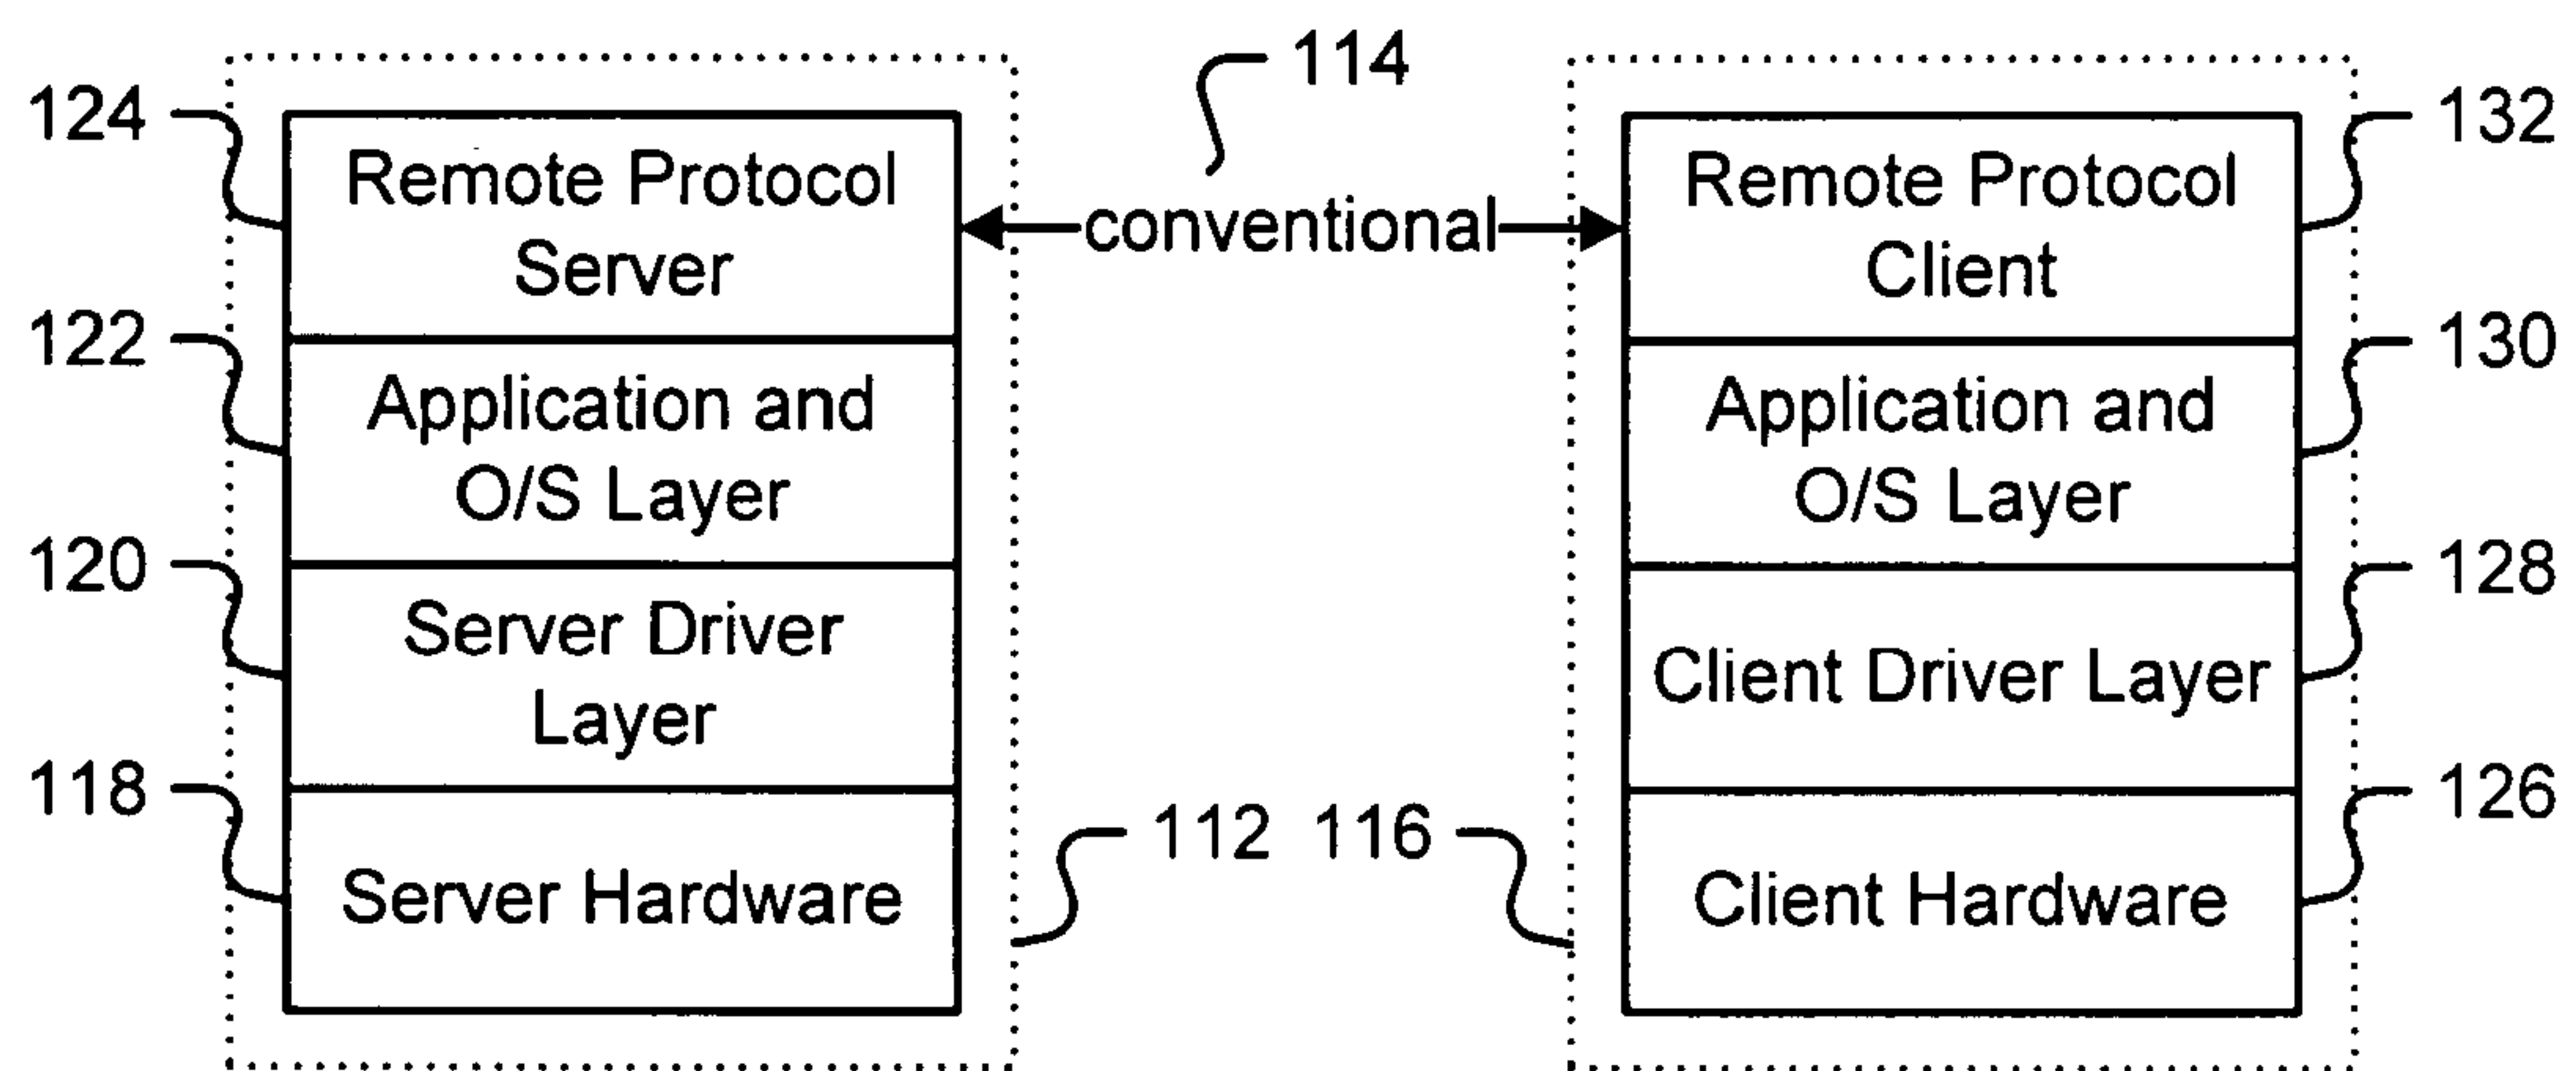 114
124
132
Remote Protocol
Server
conventional
Remote Protocol
Client
122
130
Application and
O/S Layer
Application and
O/S Layer
120
128
Server Driver
Layer
Client Driver Layer
118
126
112
116
Server Hardware
Client Hardware